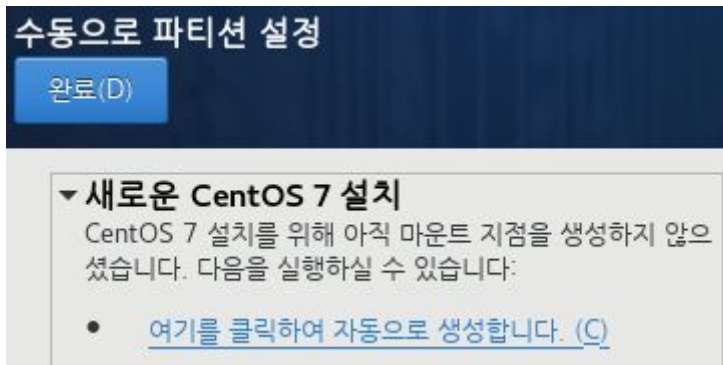 수동으로 파티션 설정
완료(D)
새로운 CentOS 7 설치
CentOS 7 설치를 위해 아직 마운트 지점을 생성하지 않으
셨습니다. 다음을 실행하실 수 있습니다:
• 여기를 클릭하여 자동으로 생성합니다. (C)